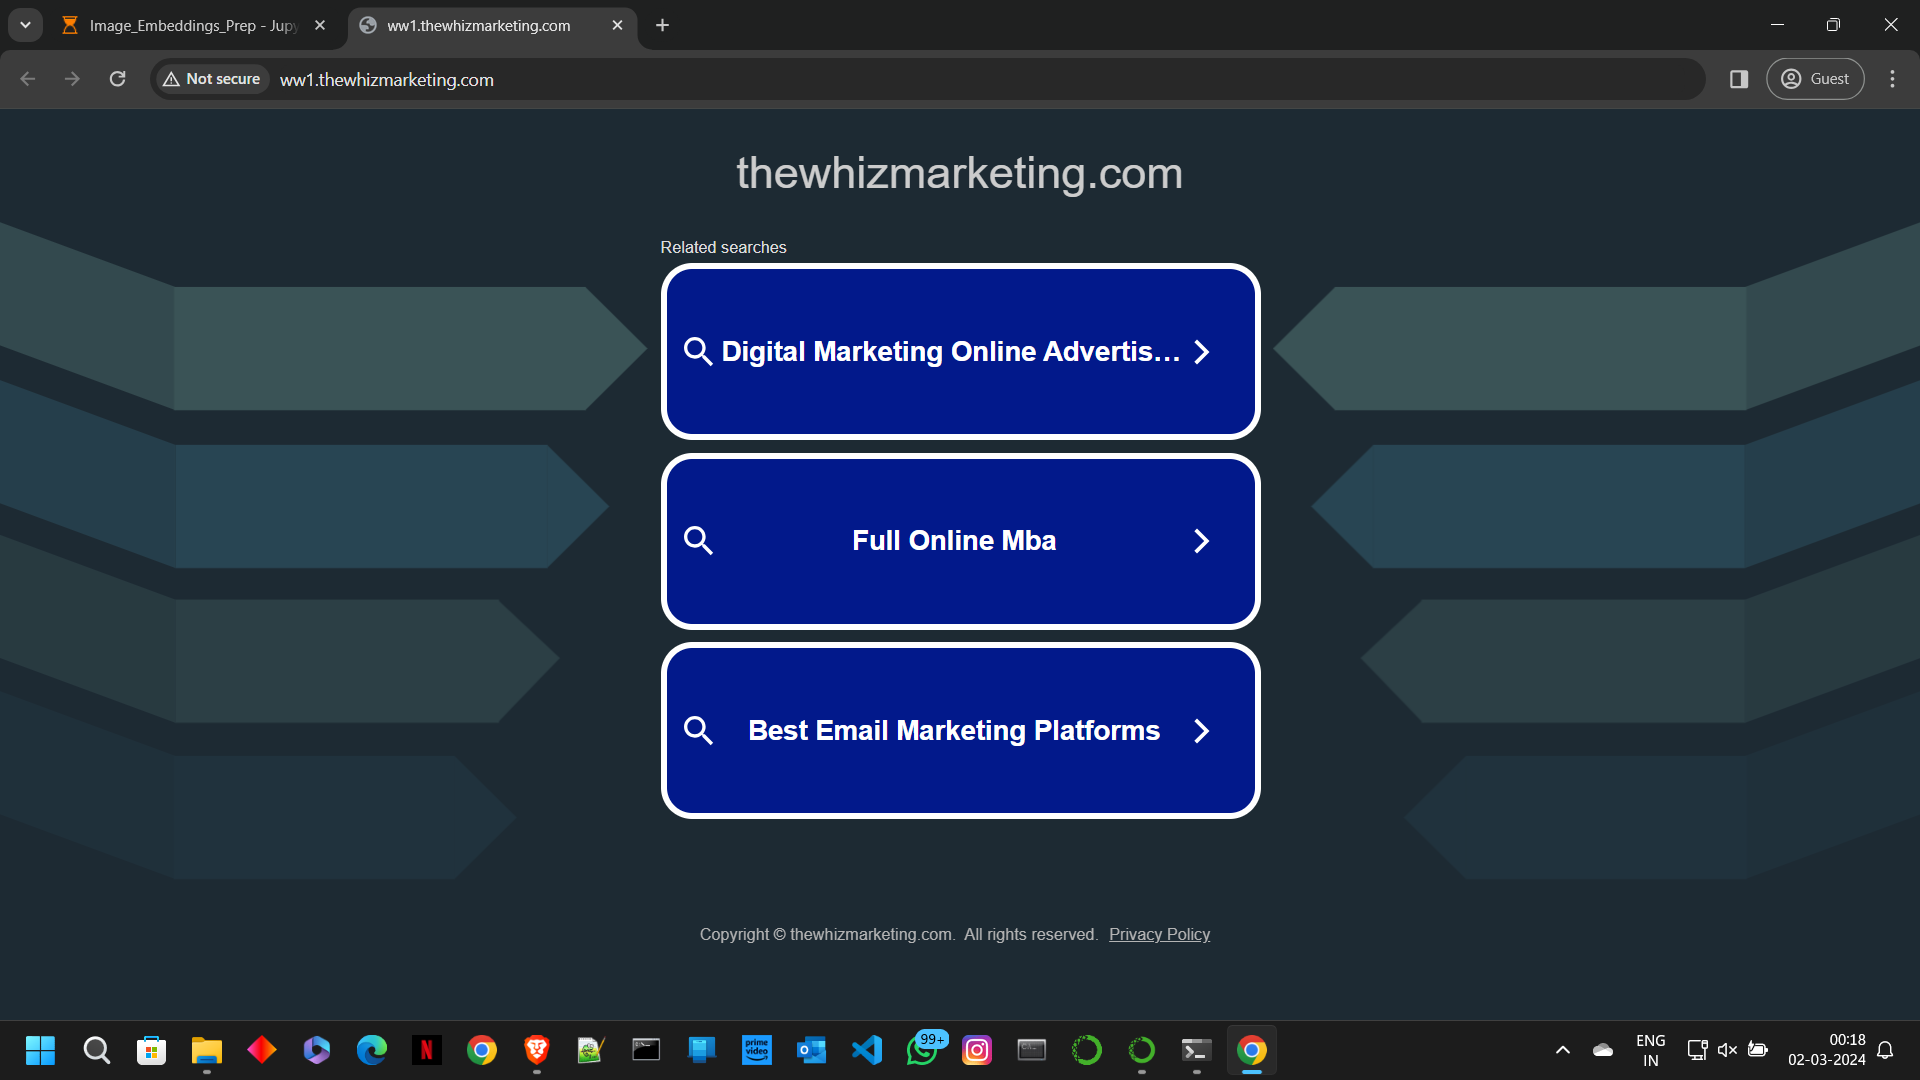 Image_Embeddings_Prep - Jupy
ww1.thewhizmarketing.com
Not secure
ww1.thewhizmarketing.com
Guest
thewhizmarketing.com
Related searches
Digital Marketing Online Advertis...
Full Online Mba
Best Email Marketing Platforms
Copyright © thewhizmarketing.com. All rights reserved. Privacy Policy
N
prime video
99+
ENG
IN
00:18
02-03-2024